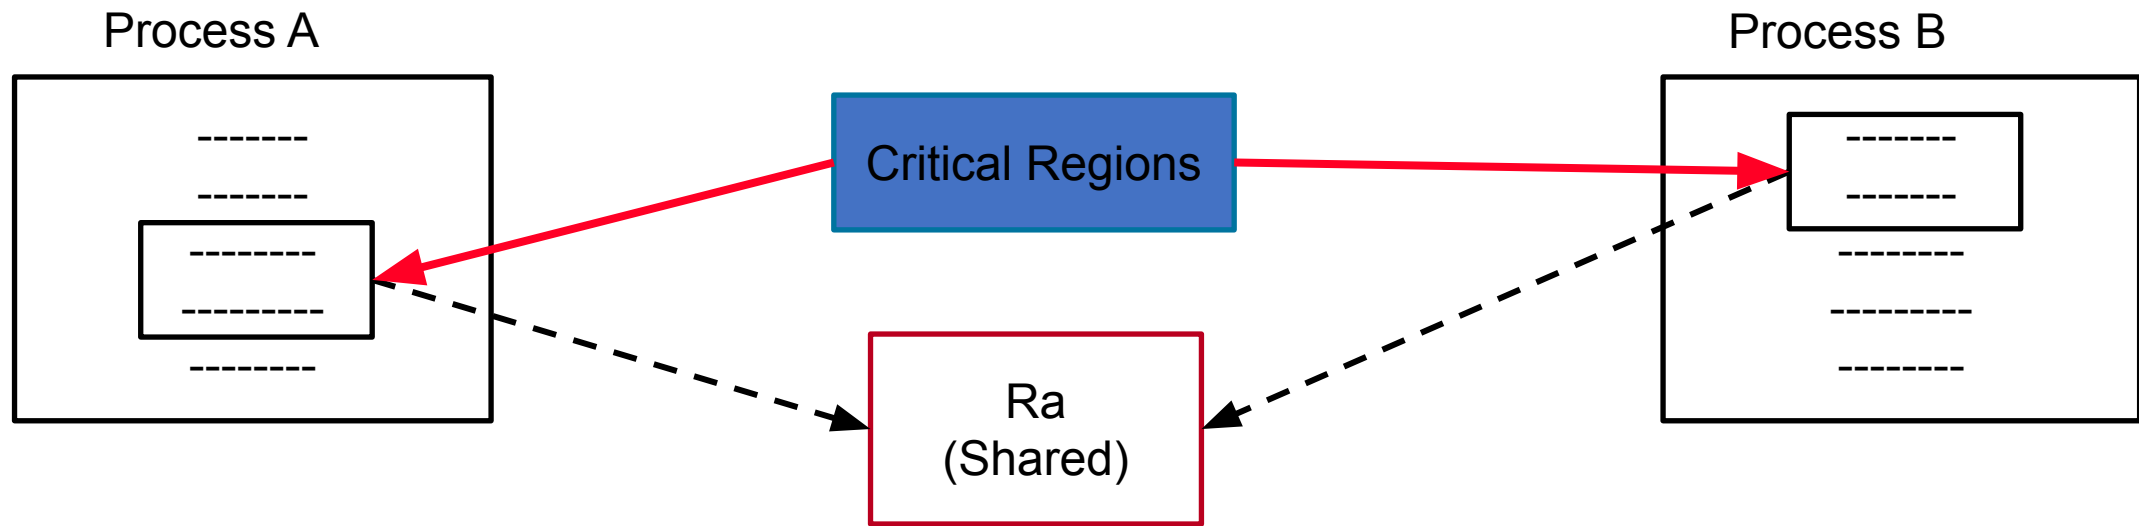 Process A
Process B
Critical Regions
Ra
(Shared)